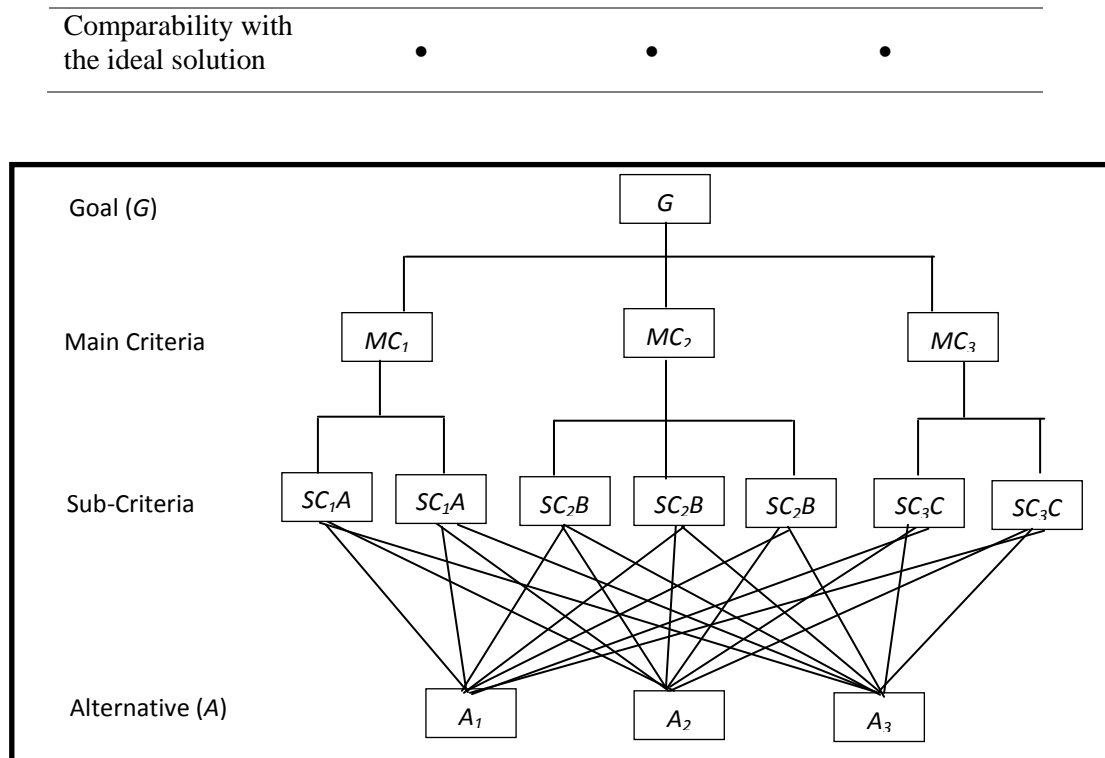 Comparability with
the ideal solution • • •
Goal (G) G
Main Criteria MC₁ MC₂ MC₃
Sub-Criteria SC₁A SC₁A SC₂B SC₂B SC₂B SC₃C SC₃C
Alternative (A) A₁ A₂ A₃